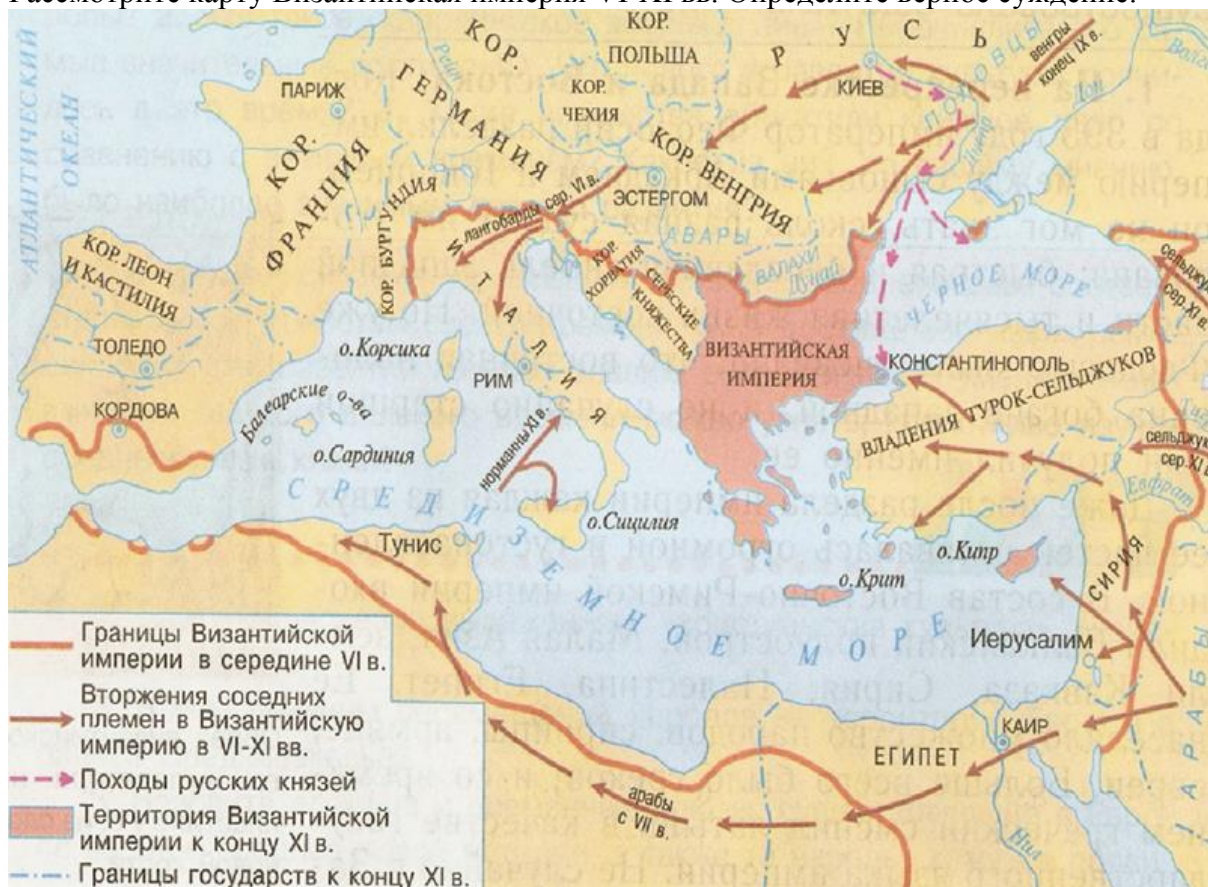 Рассмотрите карту Византийская империя VI-XI вв. Определите верное суждение.
АТЛАНТИЧЕСКИЙ
ОКЕАН
ПАРИЖ
КОР. ФРАНЦИЯ
КОР. ГЕРМАНИЯ
КОР.
ПОЛЬША
КОР.
ЧЕХИЯ
РУСЬ
КИЕВ
ПОЛОВЦЫ
венгры
конец IX в.
Дон
КОР. БУРГУНДИЯ
лангобарды сер. VI в.
ЭСТЕРГОМ
КОР. ВЕНГРИЯ
АВАРЫ
ВАЛАХИ
Дунай
КОР.
ХОРВАТИЯ
СЕРБСКИЕ
КНЯЖЕСТВА
ИТАЛИЯ
КОР. ЛЕОН
И КАСТИЛИЯ
ТОЛЕДО
КОРДОВА
Балеарские о-ва
о.Корсика
о.Сардиния
РИМ
норманны XI в.
о.Сицилия
ВИЗАНТИЙСКАЯ
ИМПЕРИЯ
ЧЕРНОЕ МОРЕ
КОНСТАНТИНОПОЛЬ
ВЛАДЕНИЯ ТУРОК-СЕЛЬДЖУКОВ
сельджуки
сер. XI в.
сельджуки
сер. XI в.
Евфрат
СРЕДИЗЕМНОЕ МОРЕ
Тунис
о.Крит
о.Кипр
СИРИЯ
Иерусалим
КАИР
ЕГИПЕТ
Нил
АРАБЫ
арабы
с VII в.
Границы Византийской
империи в середине VI в.
Вторжения соседних
племен в Византийскую
империю в VI-XI вв.
Походы русских князей
Территория Византийской
империи к концу XI в.
Границы государств к концу XI в.